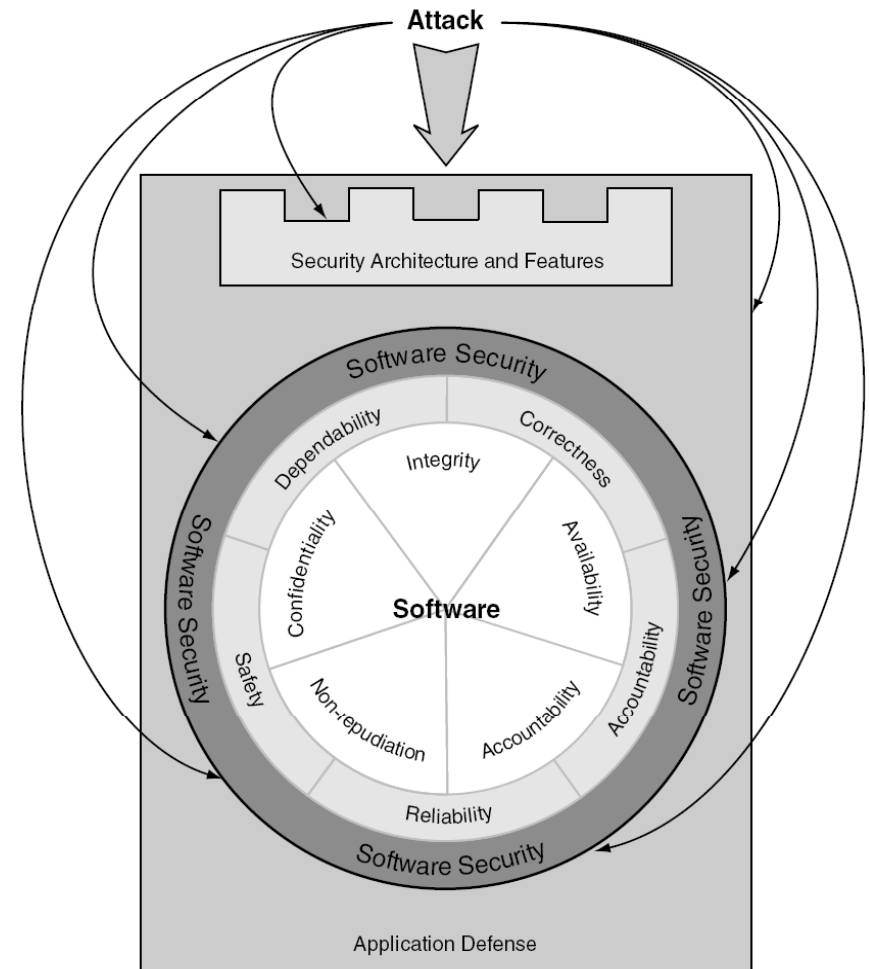 Attack
Security Architecture and Features
Software Security
Dependability
Correctness
Integrity
Confidentiality
Availability
Software Security
Software
Software Security
Safety
Accountability
Non-repudiation
Accountability
Reliability
Software Security
Application Defense